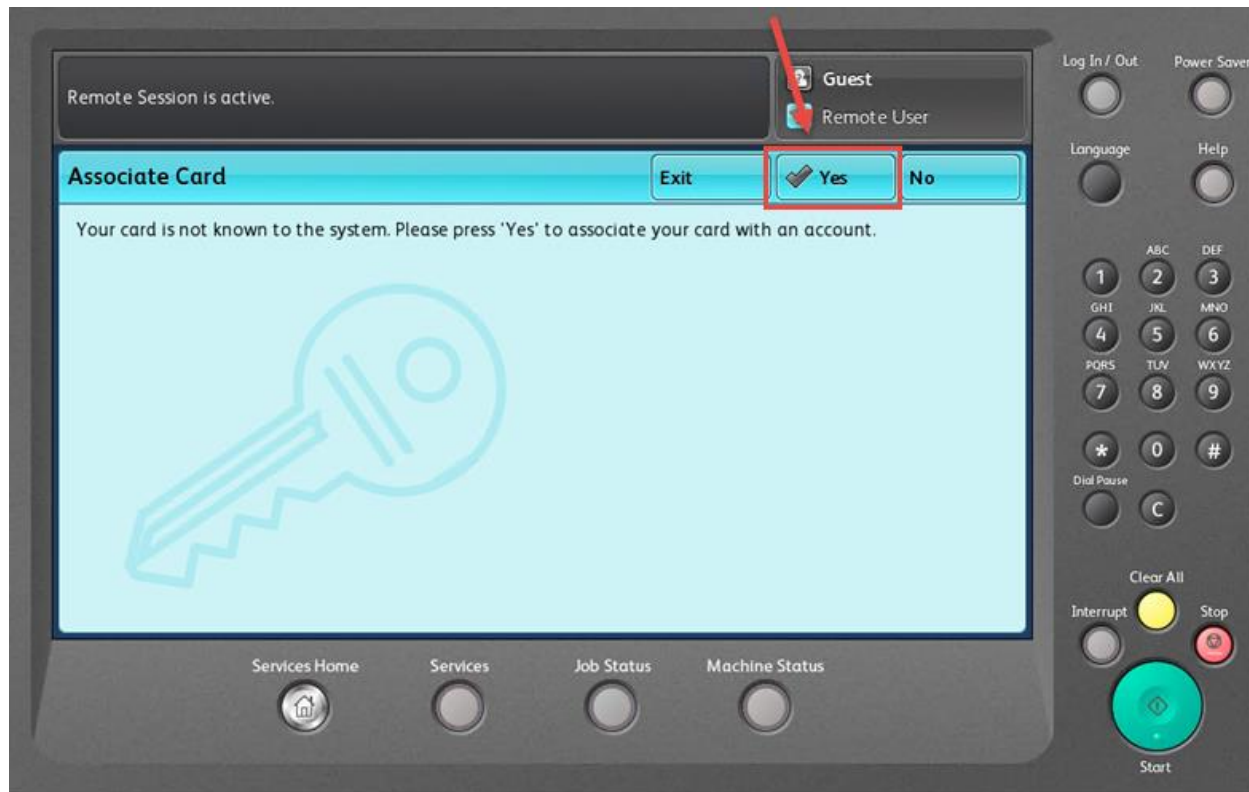 Remote Session is active.
Guest
Remote User
Associate Card
Exit
Yes
No
Your card is not known to the system. Please press 'Yes' to associate your card with an account.
Services Home
Services
Job Status
Machine Status
Log In / Out
Power Saver
Language
Help
ABC
DEF
1
2
3
GHI
JKL
MNO
4
5
6
PQRS
TUV
WXYZ
7
8
9
*
0
#
Dial Pause
C
Clear All
Interrupt
Stop
Start